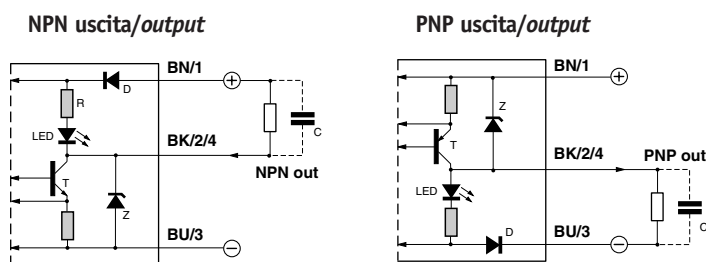 NPN uscita/output
BN/1
D
R
C
LED
BK/2/4
NPN out
T
Z
BU/3
PNP uscita/output
BN/1
Z
T
BK/2/4
PNP out
LED
C
D
BU/3